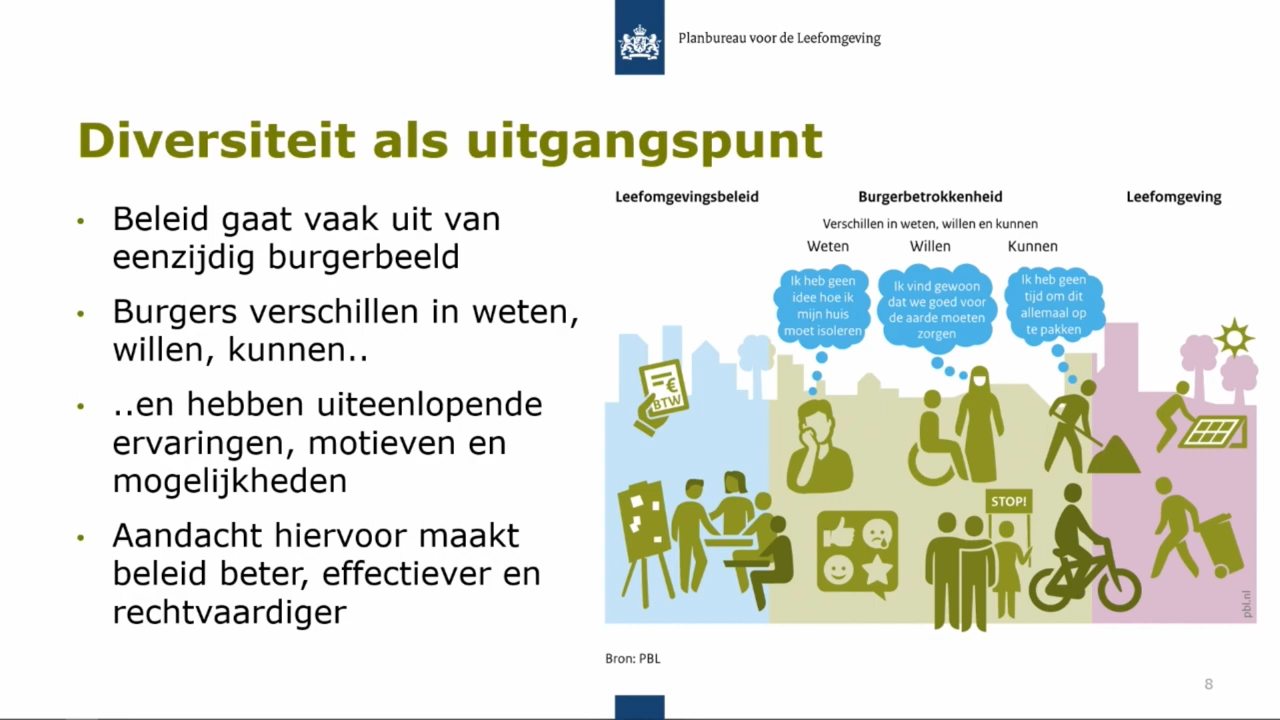 Planbureau voor de Leefomgeving
Diversiteit als uitgangspunt
• Beleid gaat vaak uit van
eenzijdig burgerbeeld
• Burgers verschillen in weten,
willen, kunnen..
• ..en hebben uiteenlopende
ervaringen, motieven en
mogelijkheden
• Aandacht hiervoor maakt
beleid beter, effectiever en
rechtvaardiger
Leefomgevingsbeleid
Burgerbetrokkenheid
Leefomgeving
Verschillen in weten, willen en kunnen
Weten
Willen
Kunnen
Ik heb geen
idee hoe ik
mijn huis
moet isoleren
Ik vind gewoon
dat we goed voor
de aarde moeten
zorgen
Ik heb geen
tijd om dit
allemaal op
te pakken
€
BTW
STOP!
pbl.nl
Bron: PBL
8